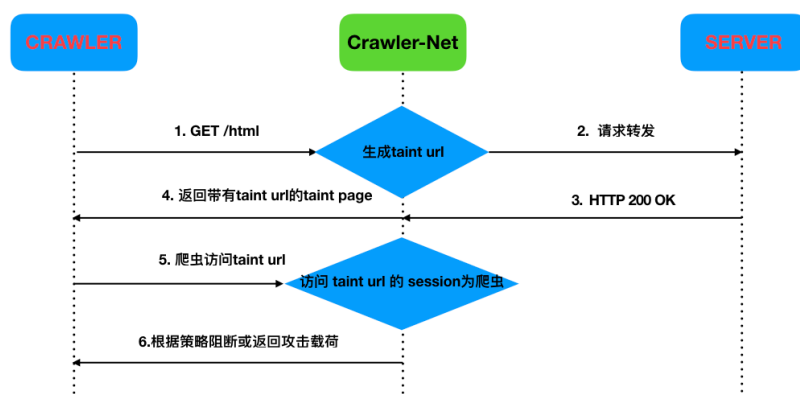 CRAWLER
Crawler-Net
SERVER
1. GET /html
生成taint url
2. 请求转发
4. 返回带有taint url的taint page
3. HTTP 200 OK
5. 爬虫访问taint url
访问 taint url 的 session为爬虫
6.根据策略阻断或返回攻击载荷